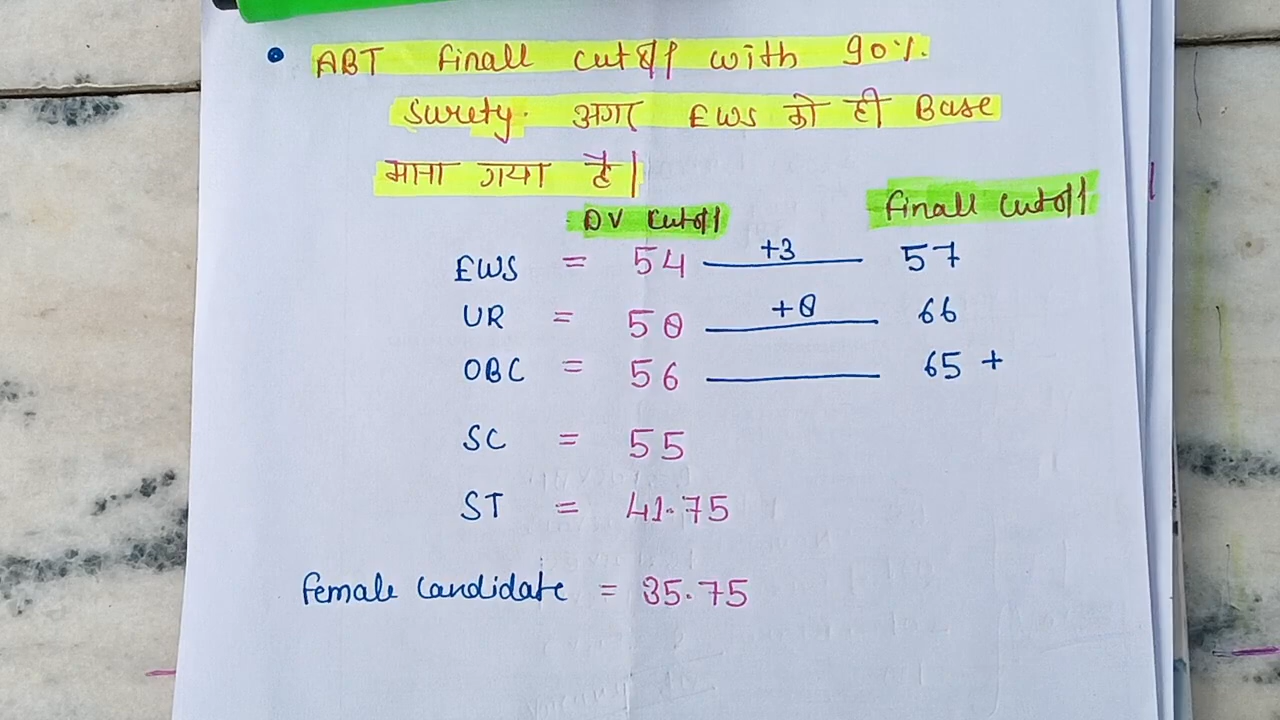 • ABT finall cutoff with 90%.
surety. अगर EWS को ही Base
माना गया है|
DV cutoff finall cutoff
EWS = 54 +3 57
UR = 58 +8 66
OBC = 56 65 +
SC = 55
ST = 41.75
female candidate = 35.75